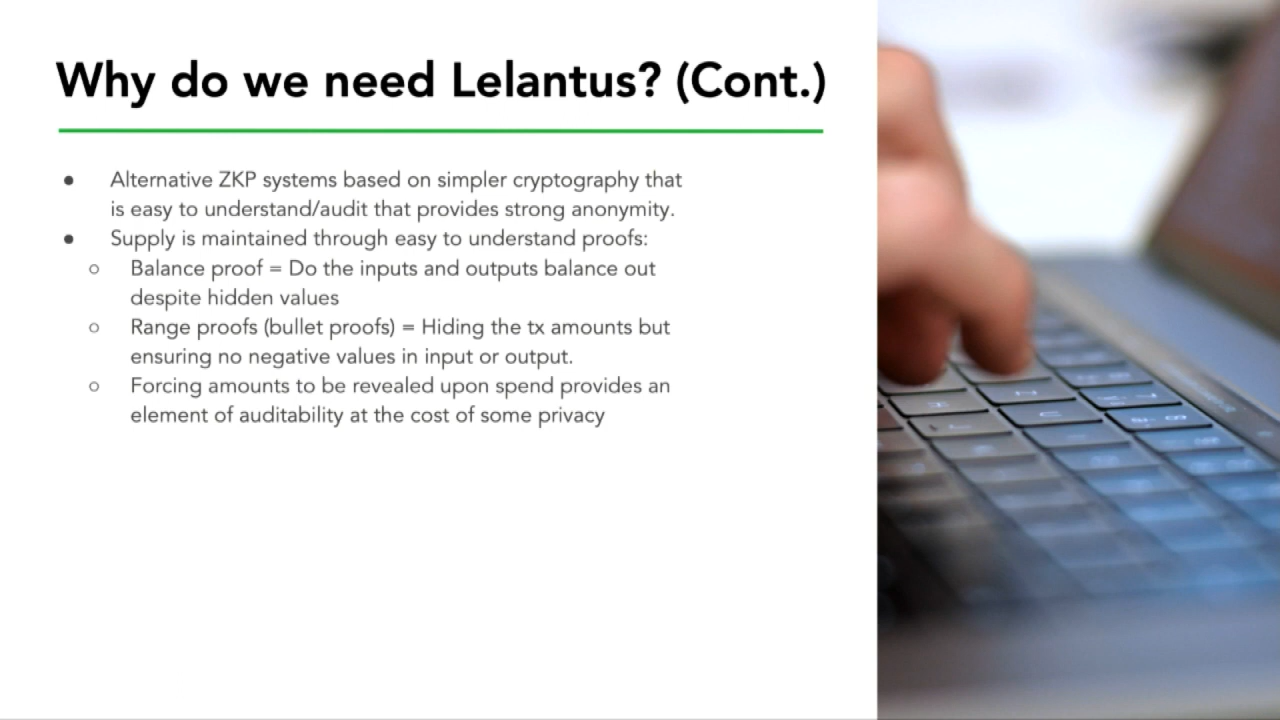 Why do we need Lelantus? (Cont.)
● Alternative ZKP systems based on simpler cryptography that
is easy to understand/audit that provides strong anonymity.
● Supply is maintained through easy to understand proofs:
○ Balance proof = Do the inputs and outputs balance out
despite hidden values
○ Range proofs (bullet proofs) = Hiding the tx amounts but
ensuring no negative values in input or output.
○ Forcing amounts to be revealed upon spend provides an
element of auditability at the cost of some privacy